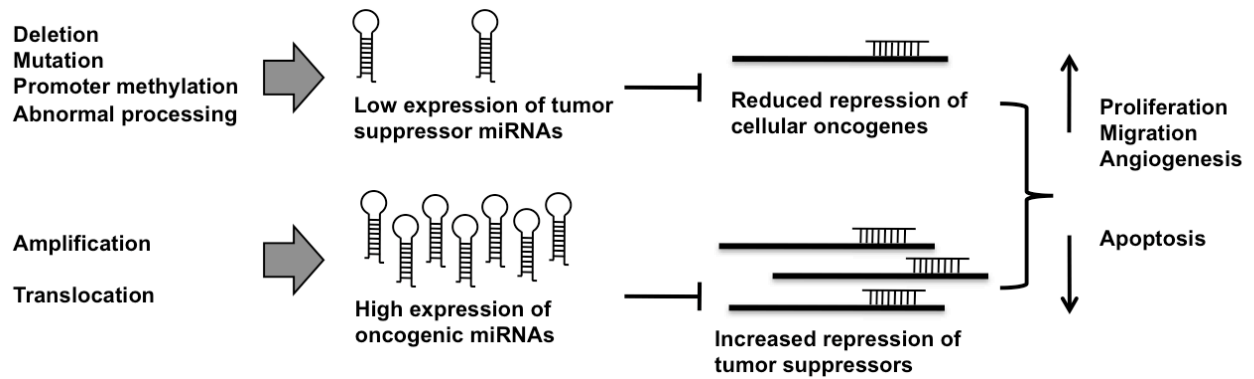 Deletion
Mutation
Promoter methylation
Abnormal processing
Low expression of tumor
suppressor miRNAs
Reduced repression of
cellular oncogenes
Proliferation
Migration
Angiogenesis
Amplification
Translocation
High expression of
oncogenic miRNAs
Increased repression of
tumor suppressors
Apoptosis